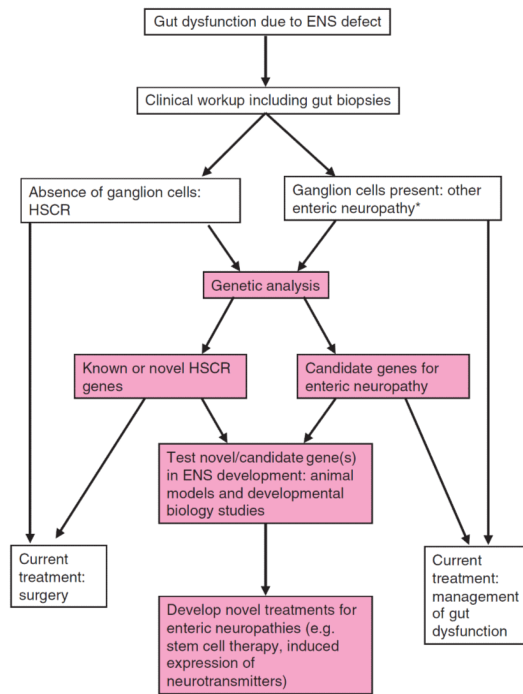 Gut dysfunction due to ENS defect
Clinical workup including gut biopsies
Absence of ganglion cells:
HSCR
Ganglion cells present: other
enteric neuropathy*
Genetic analysis
Known or novel HSCR
genes
Candidate genes for
enteric neuropathy
Test novel/candidate gene(s)
in ENS development: animal
models and developmental
biology studies
Current
treatment:
surgery
Current
treatment:
management
of gut
dysfunction
Develop novel treatments for
enteric neuropathies (e.g.
stem cell therapy, induced
expression of
neurotransmitters)